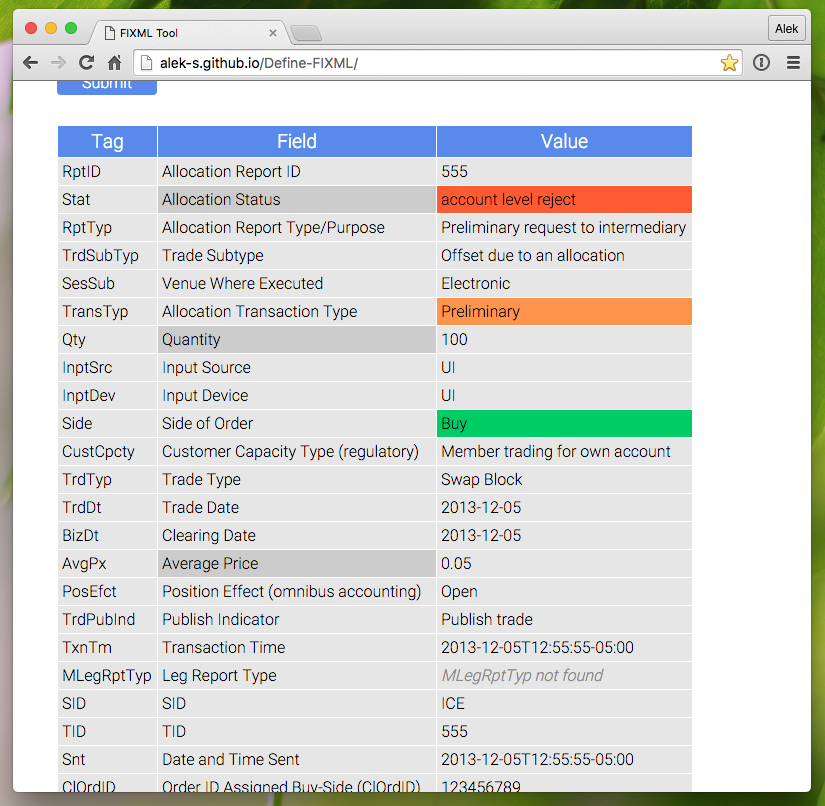 FIXML Tool
Alek
alek-s.github.io/Define-FIXML/
Submit
Tag Field Value
RptID Allocation Report ID 555
Stat Allocation Status account level reject
RptTyp Allocation Report Type/Purpose Preliminary request to intermediary
TrdSubTyp Trade Subtype Offset due to an allocation
SesSub Venue Where Executed Electronic
TransTyp Allocation Transaction Type Preliminary
Qty Quantity 100
InptSrc Input Source UI
InptDev Input Device UI
Side Side of Order Buy
CustCpcty Customer Capacity Type (regulatory) Member trading for own account
TrdTyp Trade Type Swap Block
TrdDt Trade Date 2013-12-05
BizDt Clearing Date 2013-12-05
AvgPx Average Price 0.05
PosEfct Position Effect (omnibus accounting) Open
TrdPubInd Publish Indicator Publish trade
TxnTm Transaction Time 2013-12-05T12:55:55-05:00
MLegRptTyp Leg Report Type MLegRptTyp not found
SID SID ICE
TID TID 555
Snt Date and Time Sent 2013-12-05T12:55:55-05:00
ClOrdID Order ID Assigned Buy-Side (ClOrdID) 123456789